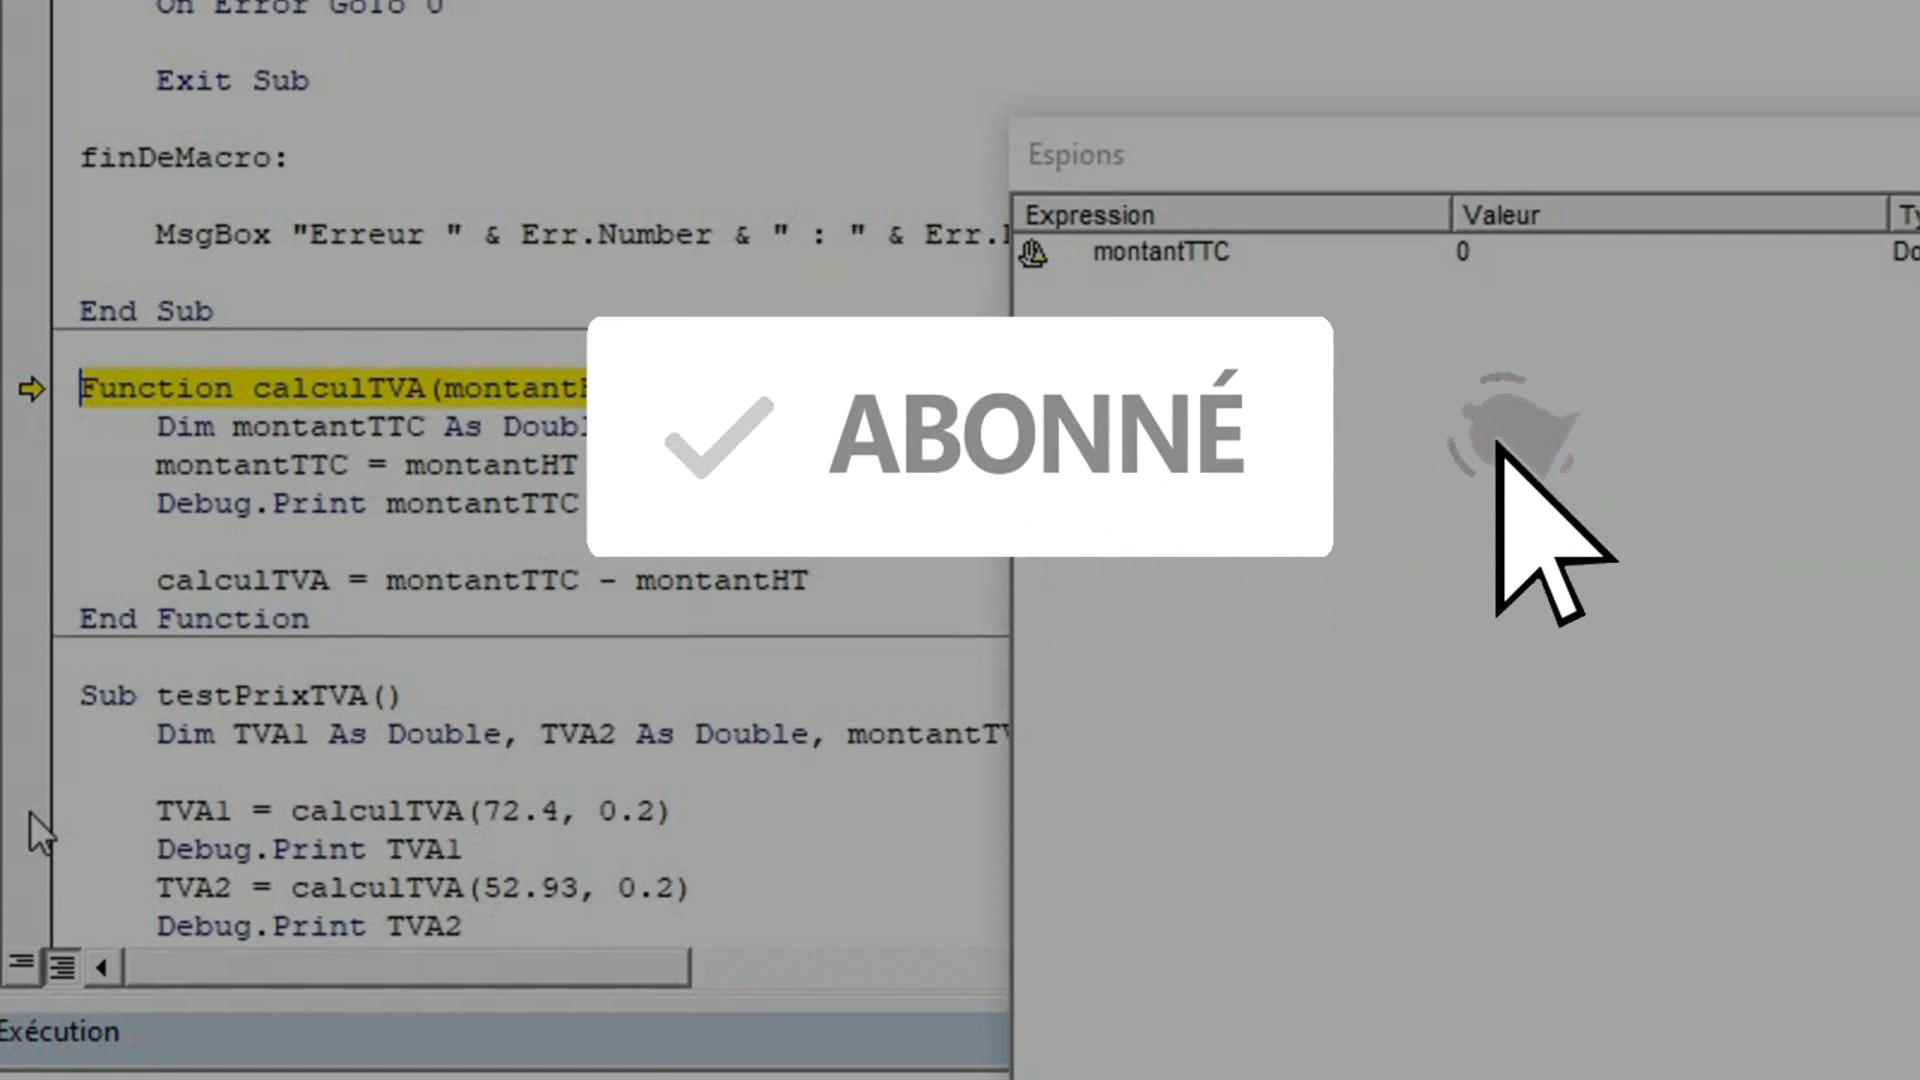 On Error GoTo 0
Exit Sub
finDeMacro:
MsgBox "Erreur " & Err.Number & " : " & Err.
End Sub
Function calculTVA(montant
Dim montantTTC As Doubl
montantTTC = montantHT
Debug.Print montantTTC
calculTVA = montantTTC - montantHT
End Function
Sub testPrixTVA()
Dim TVA1 As Double, TVA2 As Double, montantT
TVA1 = calculTVA(72.4, 0.2)
Debug.Print TVA1
TVA2 = calculTVA(52.93, 0.2)
Debug.Print TVA2
Exécution
Espions
Expression Valeur Ty
montantTTC 0 Do
ABONNÉ